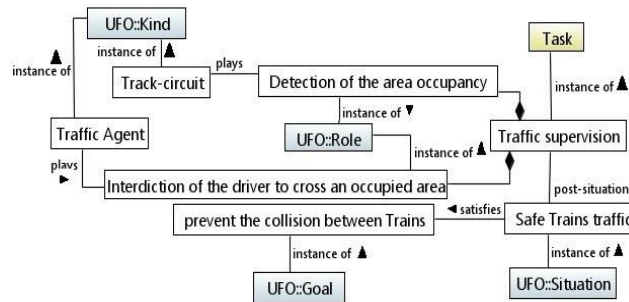 UFO::Kind
Task
instance of
instance of
plays
Track-circuit
Detection of the area occupancy
instance of
instance of
Traffic Agent
UFO::Role
Traffic supervision
instance of
plays
Interdiction of the driver to cross an occupied area
post-situation
satisfies
prevent the collision between Trains
Safe Trains traffic
instance of
instance of
UFO::Goal
UFO::Situation